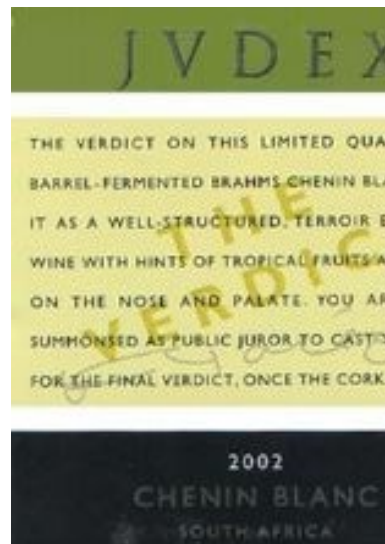 JVDEX
THE VERDICT ON THIS LIMITED QUA
BARREL-FERMENTED BRAHMS CHENIN BLA
IT AS A WELL-STRUCTURED, TERROIR E
WINE WITH HINTS OF TROPICAL FRUITS A
ON THE NOSE AND PALATE. YOU AR
SUMMONSED AS PUBLIC JUROR TO CAST
FOR THE FINAL VERDICT, ONCE THE CORK
THE
VERDIC
2002
CHENIN BLANC
SOUTH AFRICA